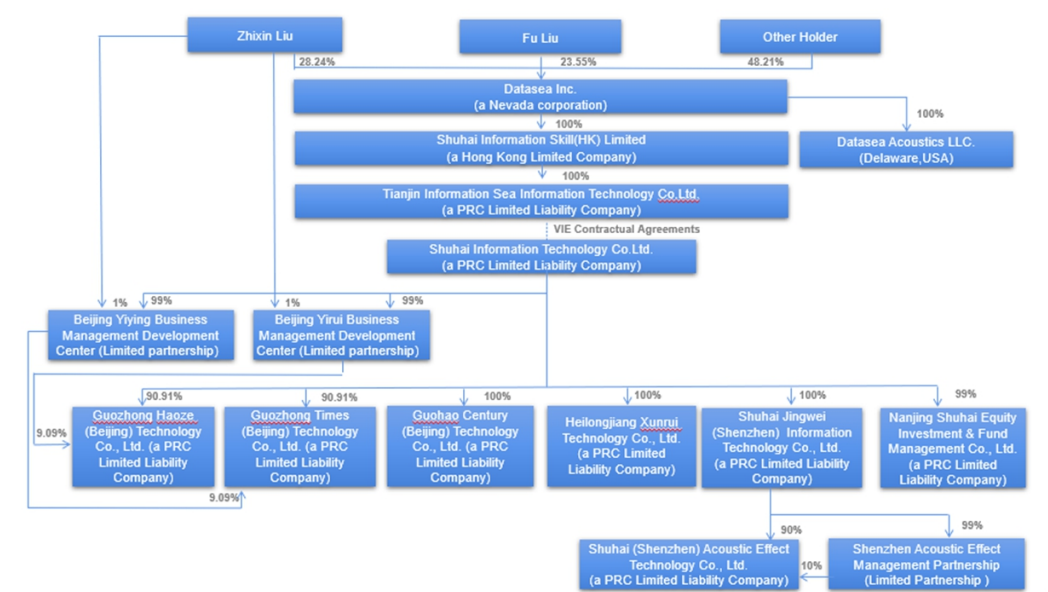 Zhixin Liu
Fu Liu
Other Holder
28.24%
23.55%
48.21%
Datasea Inc.
(a Nevada corporation)
100%
100%
Shuhai Information Skill(HK) Limited
(a Hong Kong Limited Company)
Datasea Acoustics LLC.
(Delaware,USA)
100%
Tianjin Information Sea Information Technology Co,Ltd.
(a PRC Limited Liability Company)
VIE Contractual Agreements
Shuhai Information Technology Co.Ltd.
(a PRC Limited Liability Company)
1%
99%
1%
99%
Beijing Yiying Business
Management Development
Center (Limited partnership)
Beijing Yirui Business
Management Development
Center (Limited partnership)
90.91%
90.91%
100%
100%
100%
99%
9.09%
Guozhong Haoze
(Beijing) Technology
Co., Ltd. (a PRC
Limited Liability
Company)
Guozhong Times
(Beijing) Technology
Co., Ltd. (a PRC
Limited Liability
Company)
Guohao Century
(Beijing) Technology
Co., Ltd. (a PRC
Limited Liability
Company)
Heilongjiang Xunrui
Technology Co., Ltd.
(a PRC Limited
Liability Company)
Shuhai Jingwei
(Shenzhen) Information
Technology Co., Ltd.
(a PRC Limited Liability
Company)
Nanjing Shuhai Equity
Investment & Fund
Management Co., Ltd.
(a PRC Limited
Liability Company)
9.09%
90%
99%
Shuhai (Shenzhen) Acoustic Effect
Technology Co., Ltd.
(a PRC Limited Liability Company)
10%
Shenzhen Acoustic Effect
Management Partnership
(Limited Partnership )